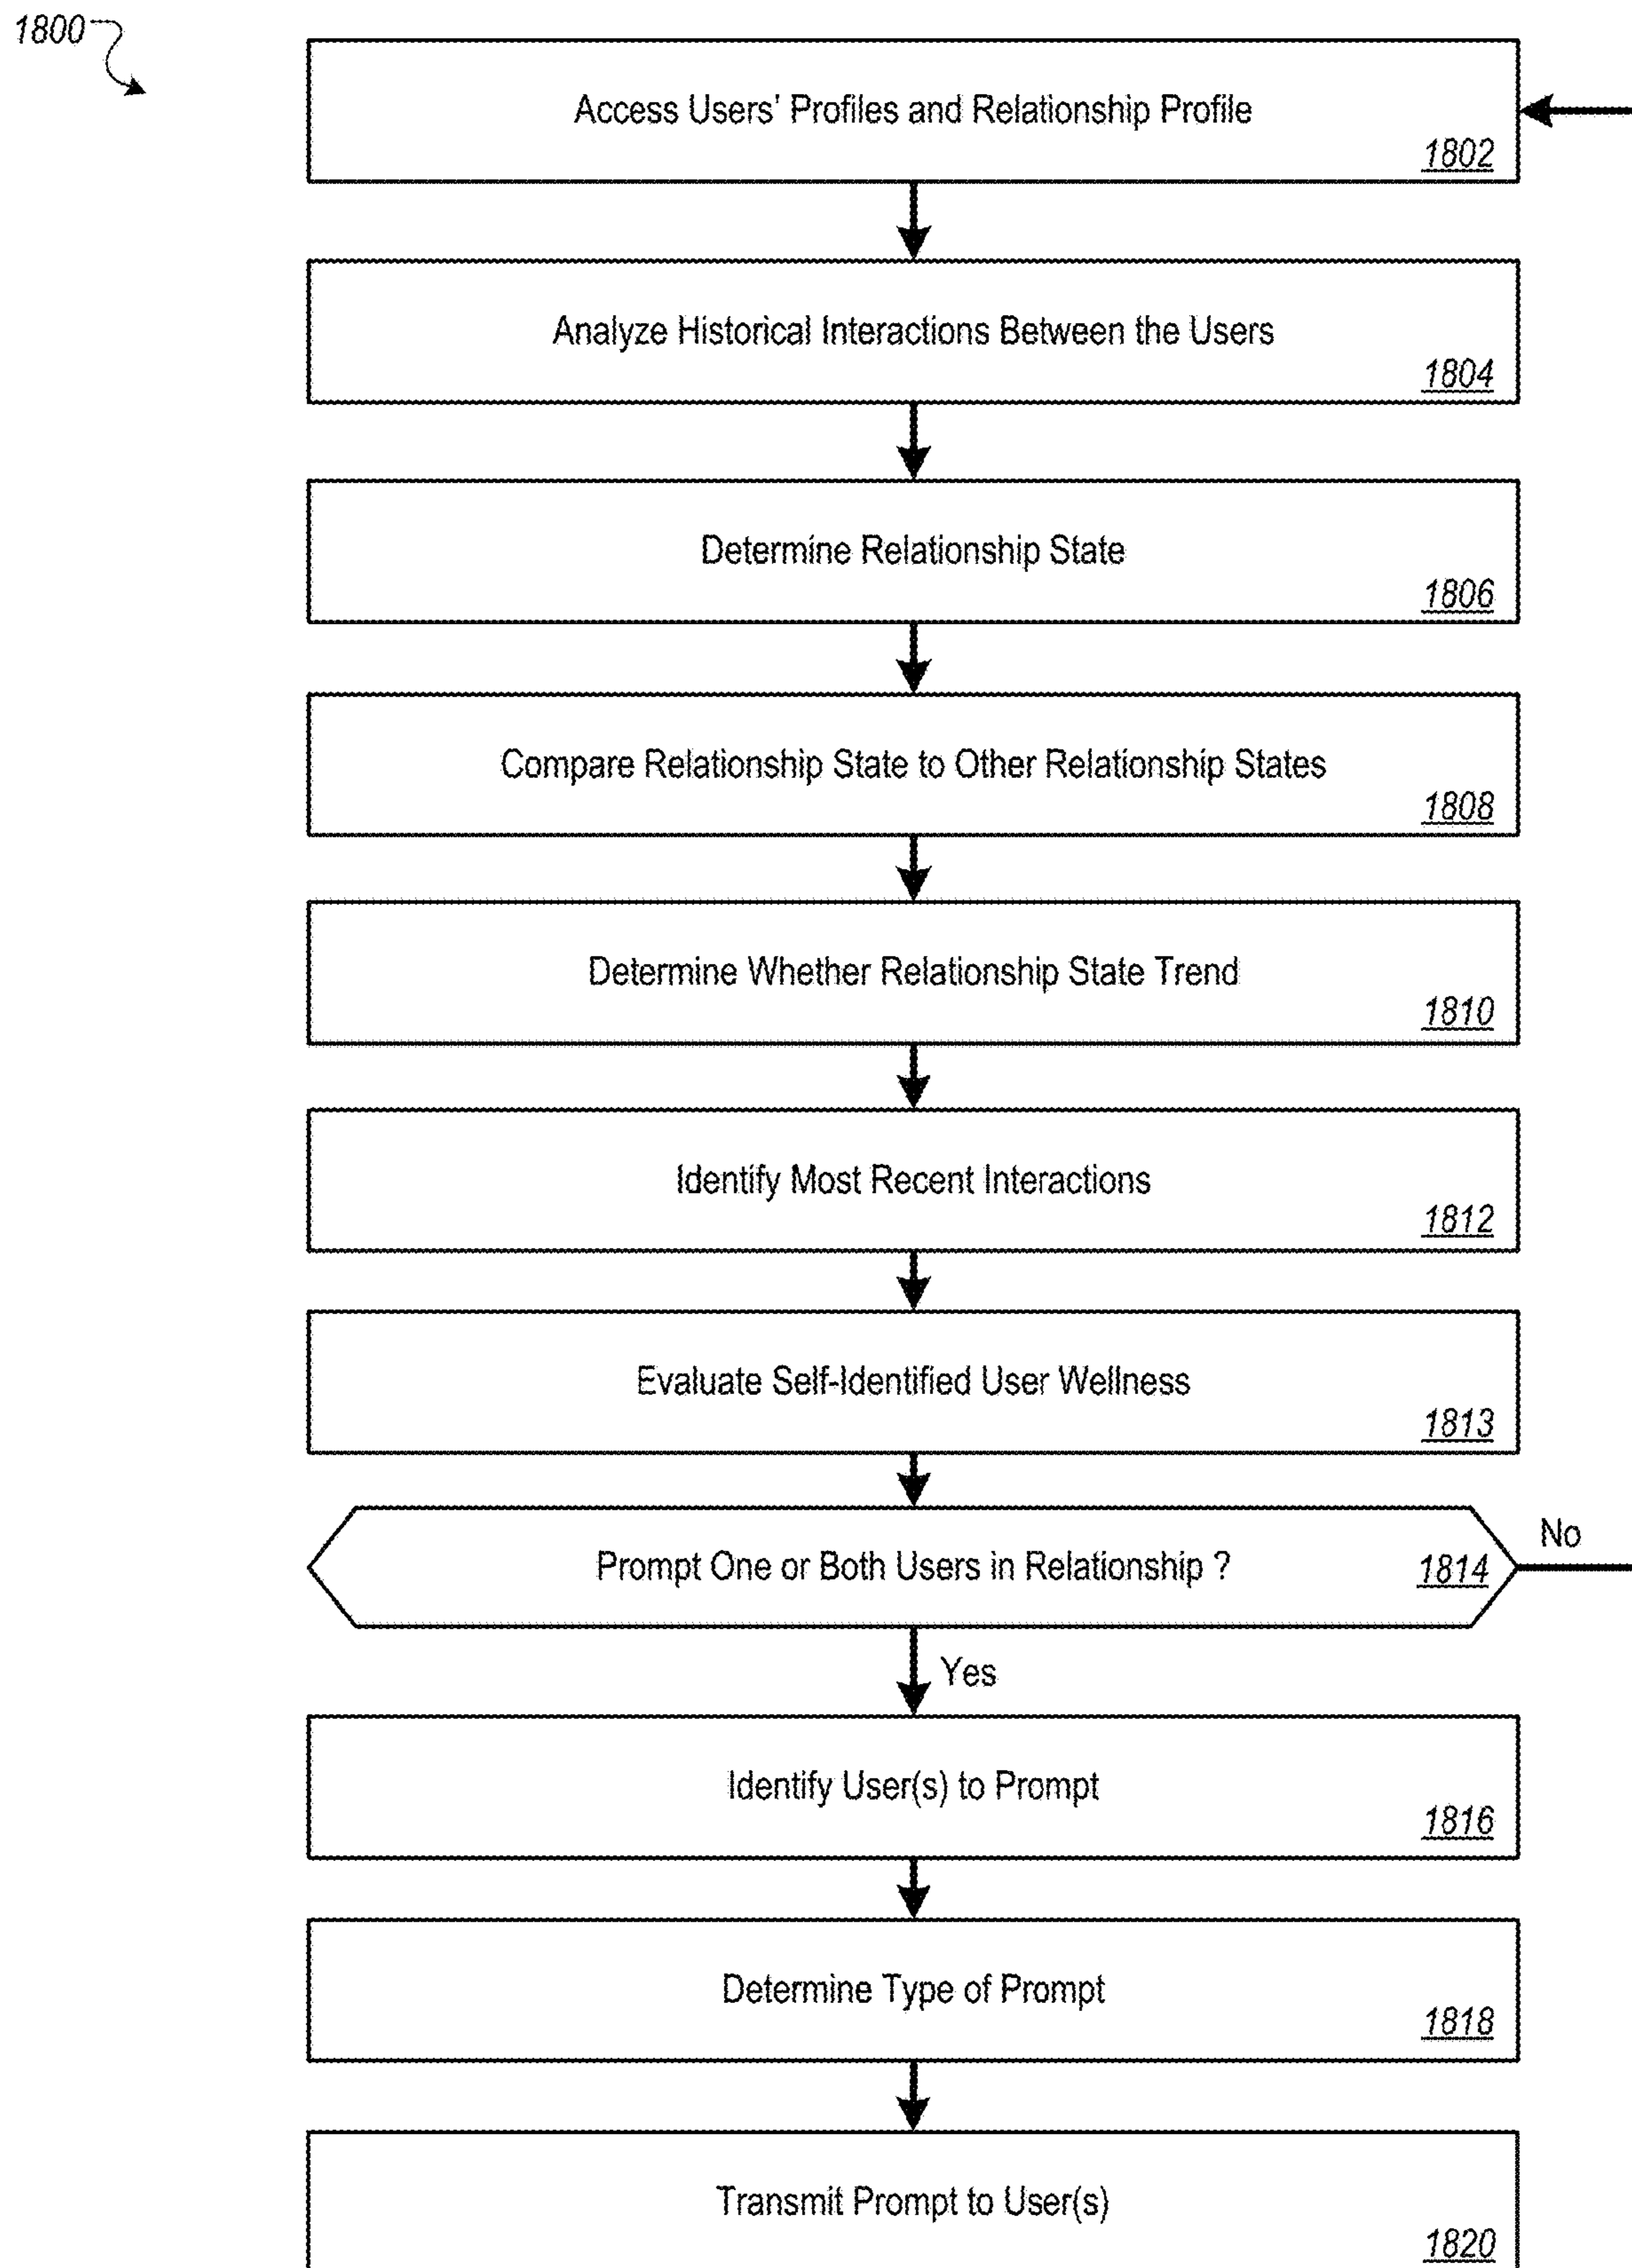 1800
Access Users' Profiles and Relationship Profile
1802
Analyze Historical Interactions Between the Users
1804
Determine Relationship State
1806
Compare Relationship State to Other Relationship States
1808
Determine Whether Relationship State Trend
1810
Identify Most Recent Interactions
1812
Evaluate Self-Identified User Wellness
1813
No
Prompt One or Both Users in Relationship ?
1814
Yes
Identify User(s) to Prompt
1816
Determine Type of Prompt
1818
Transmit Prompt to User(s)
1820